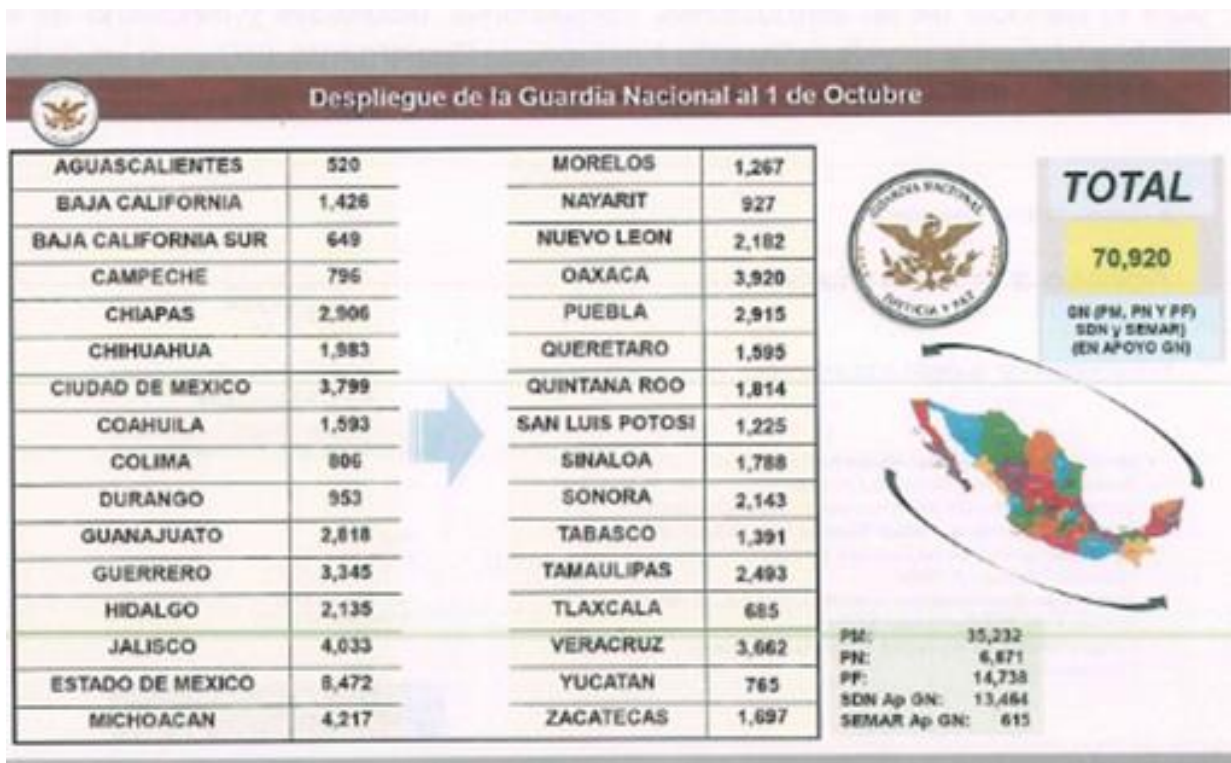 Despliegue de la Guardia Nacional al 1 de Octubre
AGUASCALIENTES 520 MORELOS 1,267
BAJA CALIFORNIA 1,426 NAYARIT 927
BAJA CALIFORNIA SUR 649 NUEVO LEON 2,182
CAMPECHE 796 OAXACA 3,920
CHIAPAS 2,906 PUEBLA 2,915
CHIHUAHUA 1,983 QUERETARO 1,595
CIUDAD DE MEXICO 3,799 QUINTANA ROO 1,814
COAHUILA 1,593 SAN LUIS POTOSI 1,225
COLIMA 806 SINALOA 1,788
DURANGO 953 SONORA 2,143
GUANAJUATO 2,818 TABASCO 1,391
GUERRERO 3,345 TAMAULIPAS 2,493
HIDALGO 2,135 TLAXCALA 685
JALISCO 4,033 VERACRUZ 3,662
ESTADO DE MEXICO 8,472 YUCATAN 765
MICHOACAN 4,217 ZACATECAS 1,697
GUARDIA NACIONAL
JUSTICIA Y PAZ
TOTAL
70,920
GN (PM, PN Y PF)
SDN y SEMAR)
(EN APOYO GN)
PM: 35,232
PN: 6,871
PF: 14,738
SDN Ap GN: 13,464
SEMAR Ap GN: 615